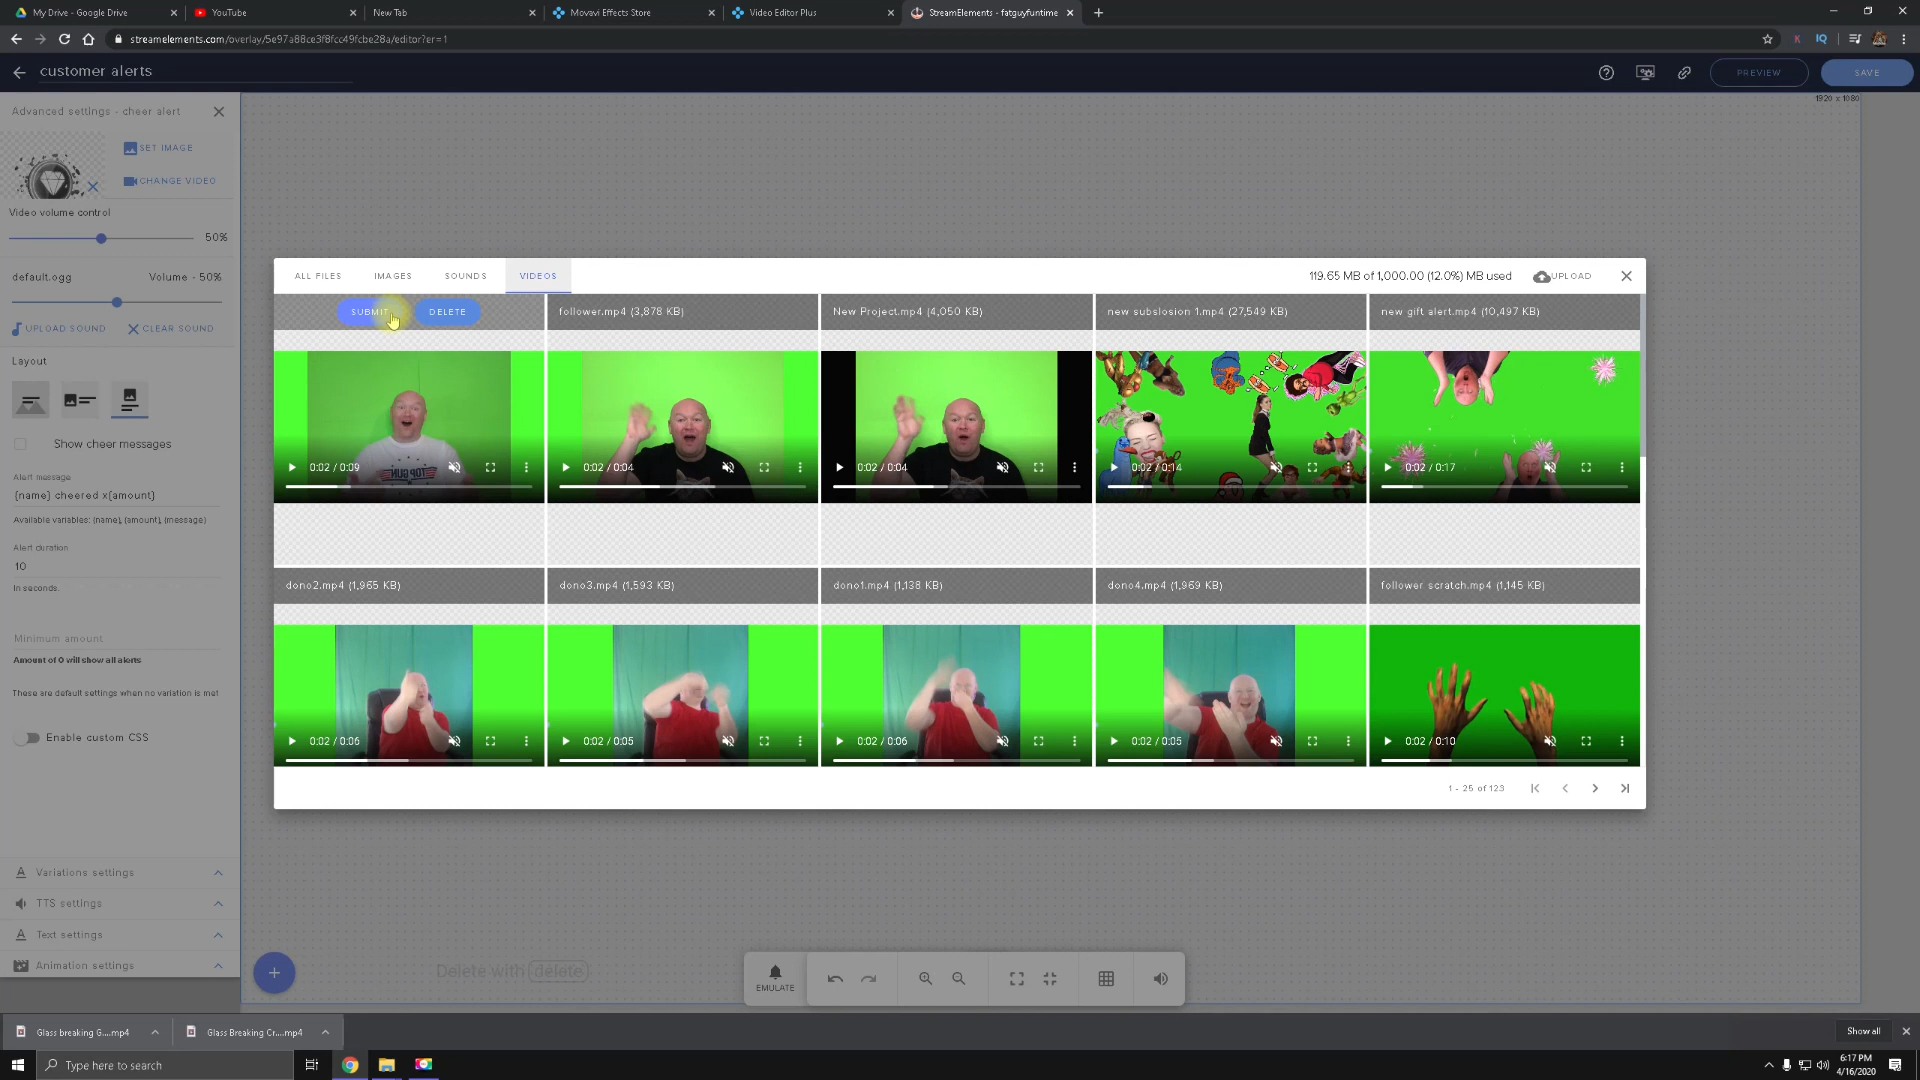 My Drive - Google Drive
YouTube
New Tab
Movavi Effects Store
Video Editor Plus
StreamElements - fatguyfuntime
streamelements.com/overlay/5e97a88ce3f8fcc49fcbe28a/editor?er=1
customer alerts
PREVIEW
SAVE
1920 x 1080
Advanced settings - cheer alert
SET IMAGE
CHANGE VIDEO
Video volume control
50%
default.ogg
Volume - 50%
UPLOAD SOUND
CLEAR SOUND
Layout
Show cheer messages
Alert message
{name} cheered x{amount}
Available variables: {name}, {amount}, {message}
Alert duration
10
In seconds.
Minimum amount
Amount of 0 will show all alerts
These are default settings when no variation is met
Enable custom CSS
Variations settings
TTS settings
Text settings
Animation settings
ALL FILES
IMAGES
SOUNDS
VIDEOS
119.65 MB of 1,000.00 (12.0%) MB used
UPLOAD
SUBMIT
DELETE
follower.mp4 (3,878 KB)
New Project.mp4 (4,050 KB)
new subslosion 1.mp4 (27,549 KB)
new gift alert.mp4 (10,497 KB)
TOP GUN
0:02 / 0:09
0:02 / 0:04
0:02 / 0:04
0:02 / 0:14
0:02 / 0:17
dono2.mp4 (1,965 KB)
dono3.mp4 (1,593 KB)
dono1.mp4 (1,138 KB)
dono4.mp4 (1,969 KB)
follower scratch.mp4 (1,145 KB)
0:02 / 0:06
0:02 / 0:05
0:02 / 0:06
0:02 / 0:05
0:02 / 0:10
1 - 25 of 123
Delete with delete
EMULATE
Glass breaking G....mp4
Glass Breaking Cr....mp4
Show all
Type here to search
6:17 PM
4/16/2020